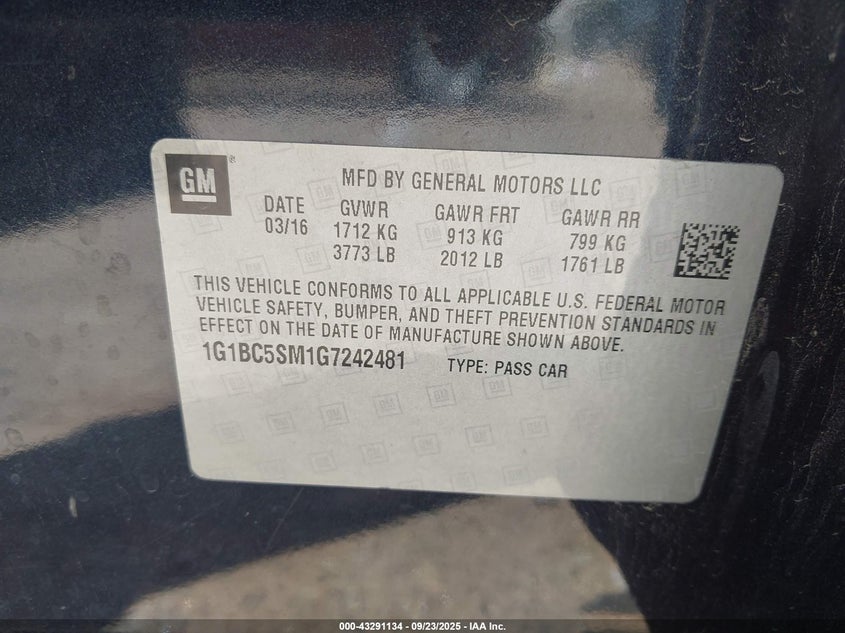 GM ®
MFD BY GENERAL MOTORS LLC
DATE GVWR GAWR FRT GAWR RR
03/16 1712 KG 913 KG 799 KG
3773 LB 2012 LB 1761 LB
THIS VEHICLE CONFORMS TO ALL APPLICABLE U.S. FEDERAL MOTOR
VEHICLE SAFETY, BUMPER, AND THEFT PREVENTION STANDARDS IN
EFFECT ON THE DATE OF MANUFACTURE SHOWN ABOVE.
1G1BC5SM1G7242481 TYPE: PASS CAR
000-43291134 - 09/23/2025 - IAA Inc.